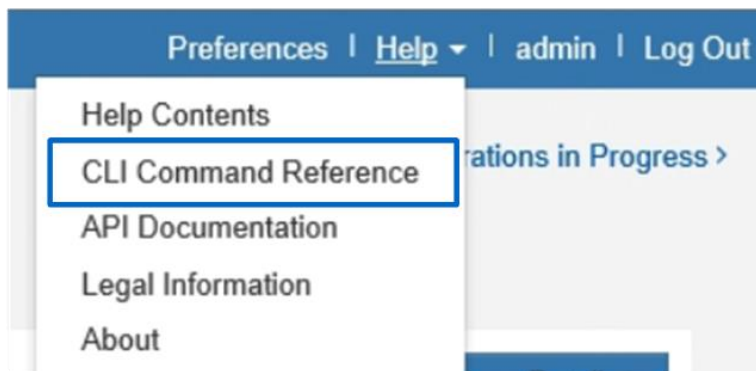 Preferences | Help | admin | Log Out
Help Contents
CLI Command Reference
rations in Progress >
API Documentation
Legal Information
About